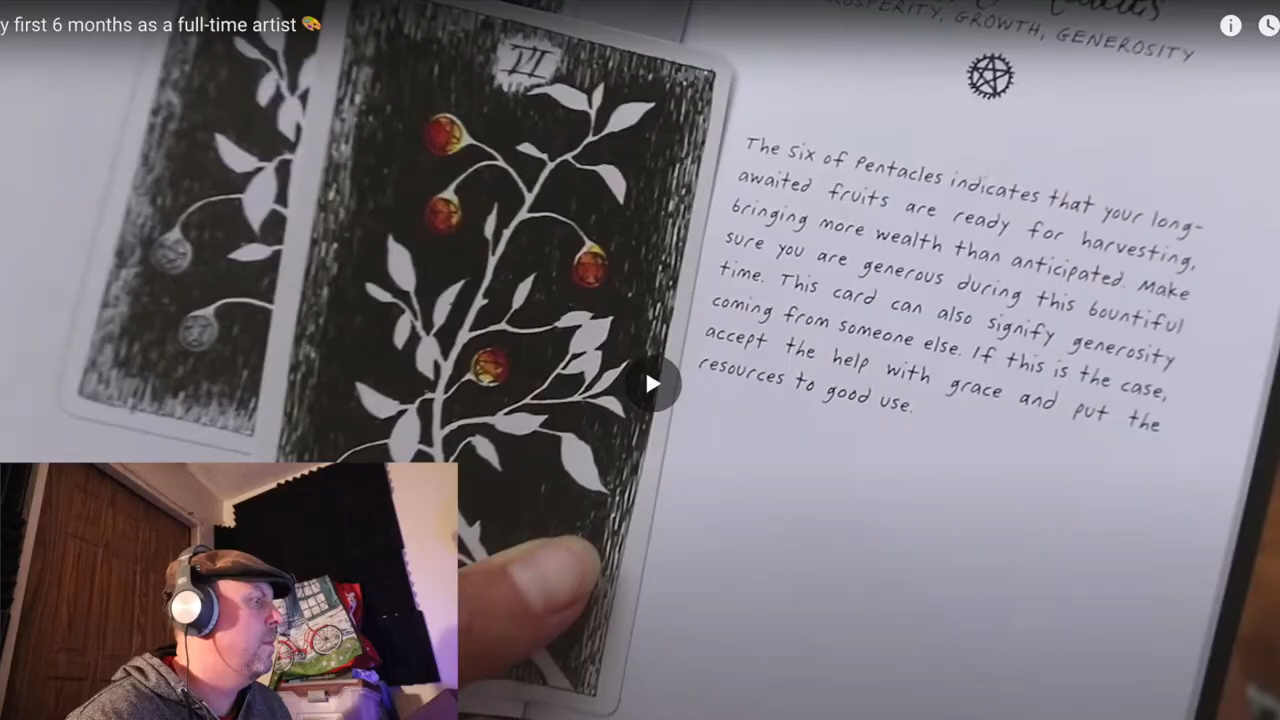 y first 6 months as a full-time artist 🎨
PROSPERITY, GROWTH, GENEROSITY
VI
The Six of Pentacles indicates that your long-
awaited fruits are ready for harvesting,
bringing more wealth than anticipated. Make
sure you are generous during this bountiful
time. This card can also signify generosity
coming from someone else. If this is the case,
accept the help with grace and put the
resources to good use.